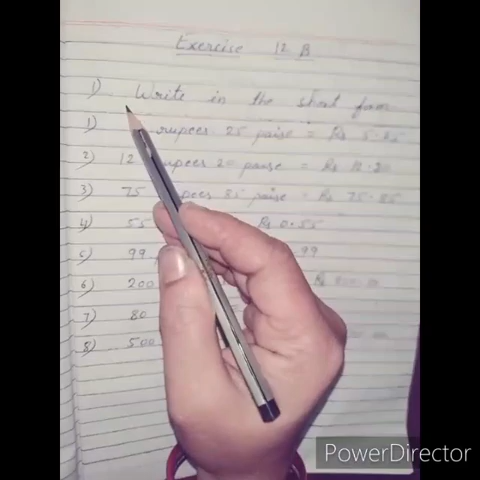 Exercise 12 B
1) Write in the short form
1) rupees 25 paise = Rs 5.25
2) 12 rupees 20 paise = Rs 12.20
3) 75 rupees 85 paise = Rs 75.85
4) 55 Rs 0.55
5) 99 .99
6) 200 Rs
7) 80
8) 500
PowerDirector